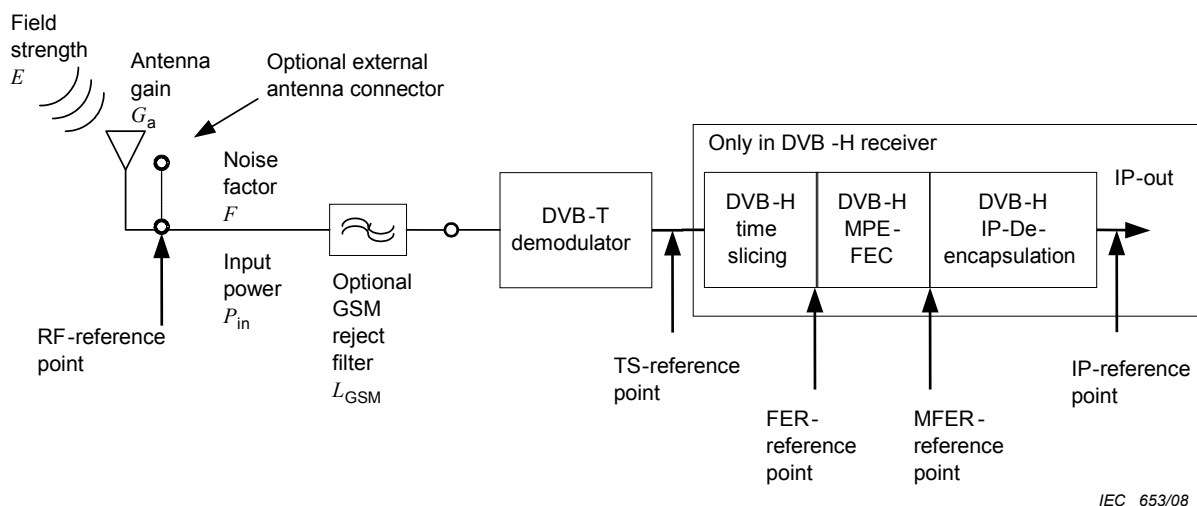 Field
strength
E
Antenna
gain
Ga
Optional external
antenna connector
Noise
factor
F
Input
power
Pin
RF-reference
point
Optional
GSM
reject
filter
LGSM
DVB-T
demodulator
TS-reference
point
Only in DVB -H receiver
DVB-H
time
slicing
DVB-H
MPE-
FEC
DVB-H
IP-De-
encapsulation
IP-out
FER-
reference
point
MFER-
reference
point
IP-reference
point
IEC 653/08